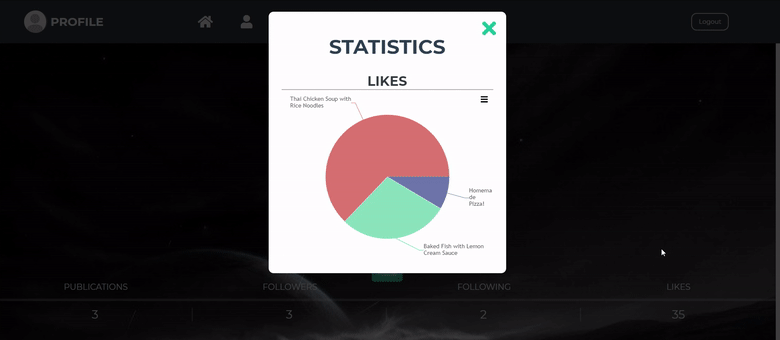 PROFILE
Logout
STATISTICS
LIKES
Thai Chicken Soup with
Rice Noodles
Homema
de
Pizza!
Baked Fish with Lemon
Cream Sauce
PUBLICATIONS
FOLLOWERS
FOLLOWING
LIKES
3
3
2
35